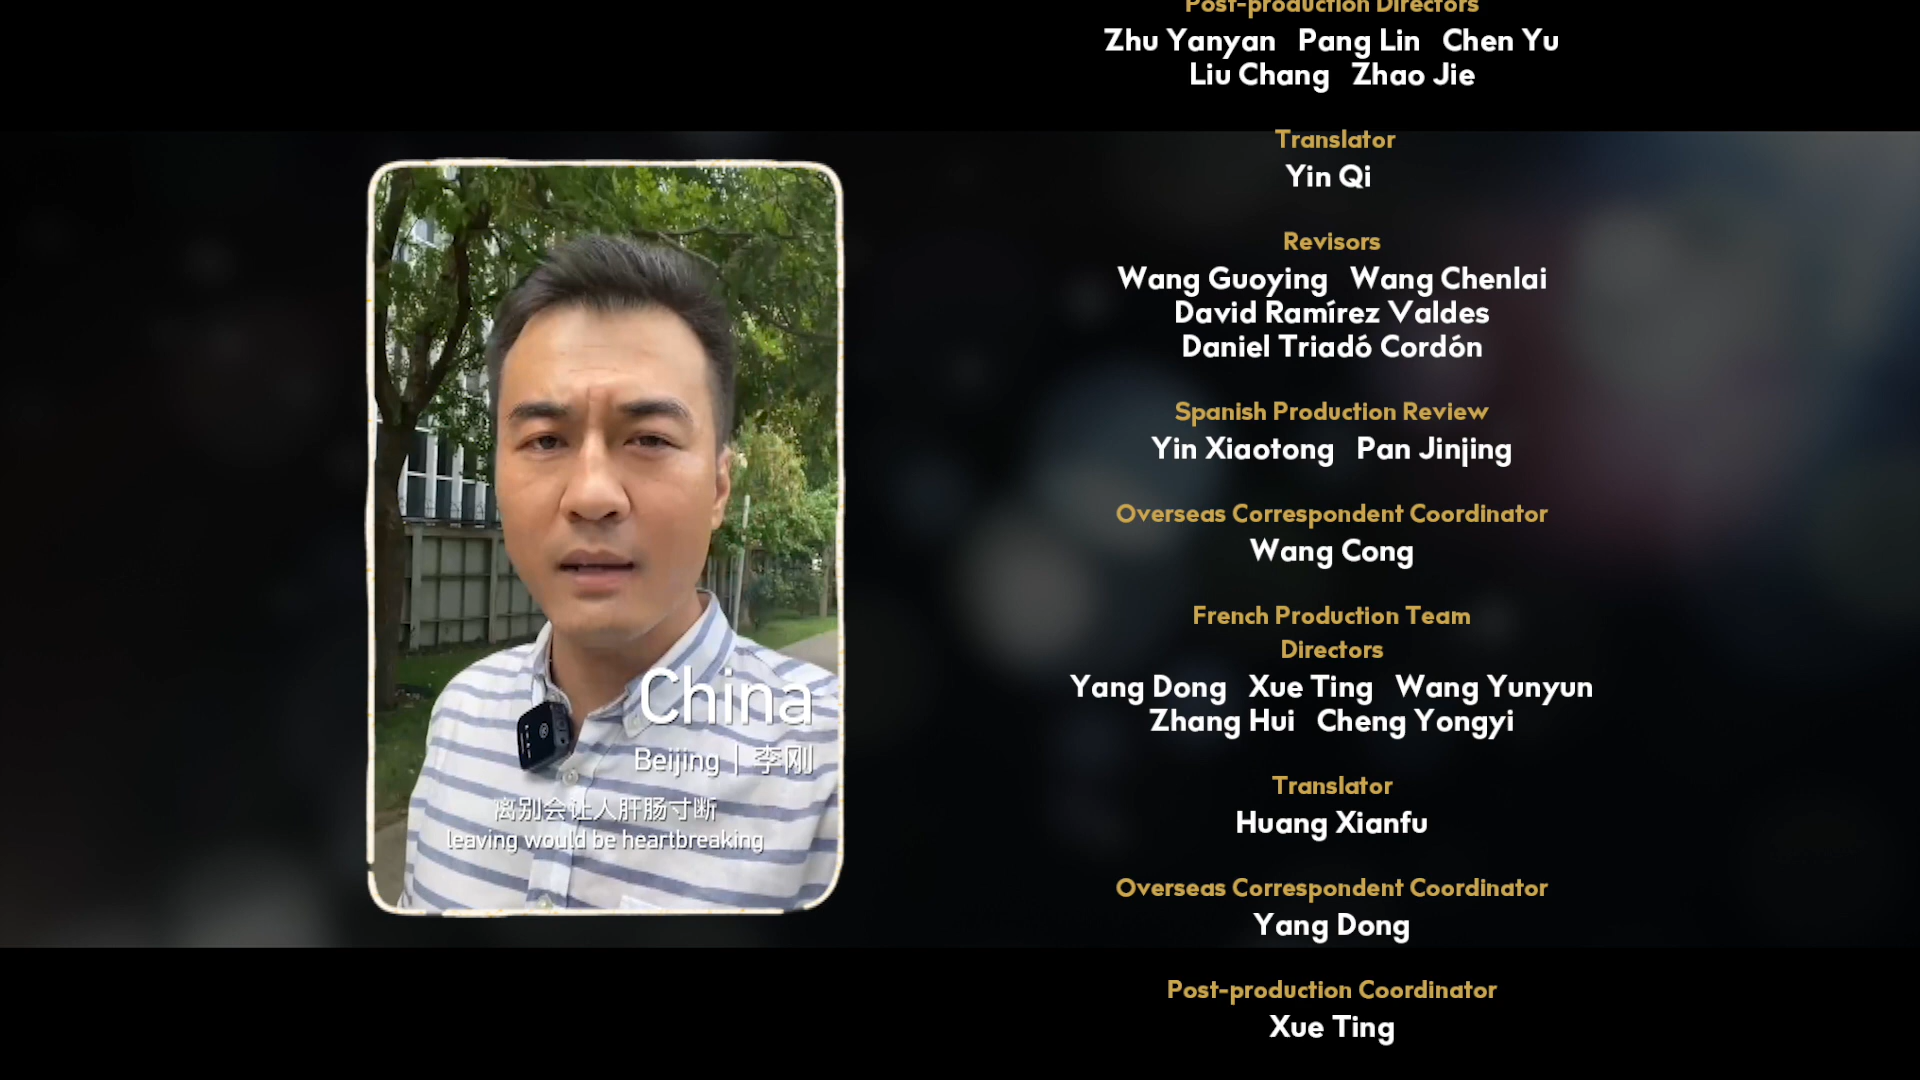 China
Beijing | 李刚
离别会让人肝肠寸断
leaving would be heartbreaking
Post-production Directors
Zhu Yanyan Pang Lin Chen Yu
Liu Chang Zhao Jie
Translator
Yin Qi
Revisors
Wang Guoying Wang Chenlai
David Ramírez Valdes
Daniel Triadó Cordón
Spanish Production Review
Yin Xiaotong Pan Jinjing
Overseas Correspondent Coordinator
Wang Cong
French Production Team
Directors
Yang Dong Xue Ting Wang Yunyun
Zhang Hui Cheng Yongyi
Translator
Huang Xianfu
Overseas Correspondent Coordinator
Yang Dong
Post-production Coordinator
Xue Ting